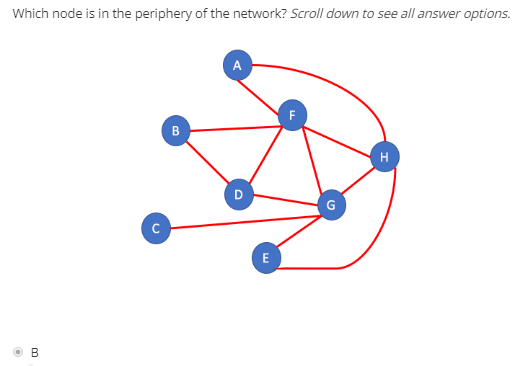 Which node is in the periphery of the network? Scroll down to see all answer options.
A
F
B
H
D
G
C
E
B